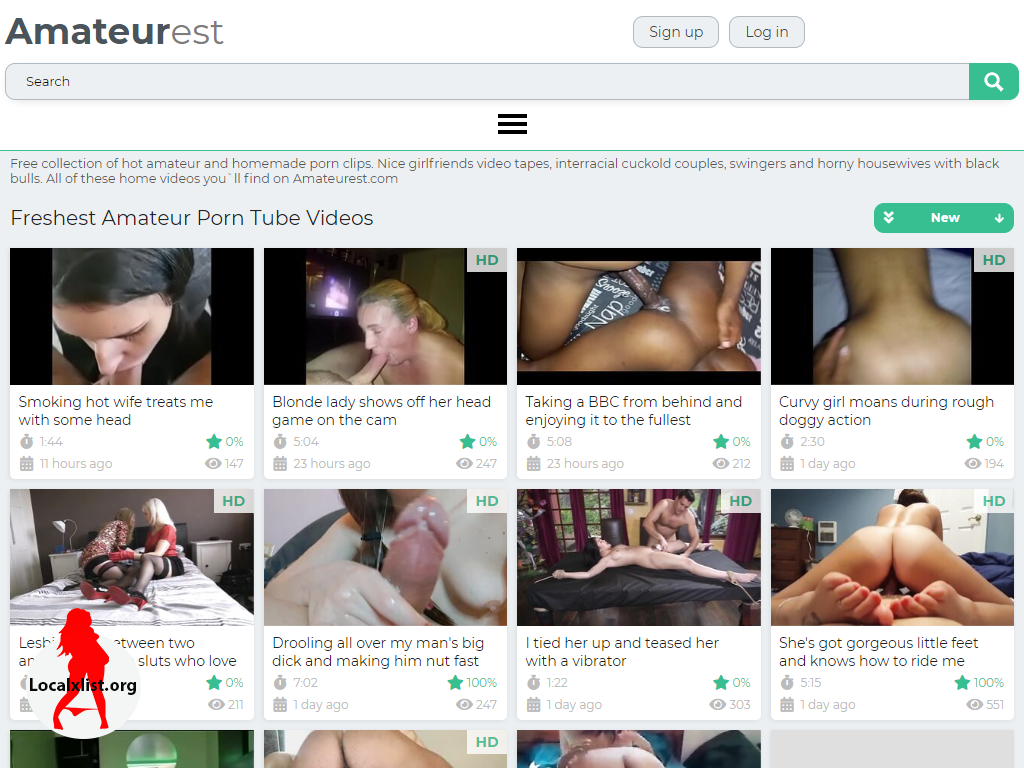 Amateurest
Sign up
Log in
Search
Free collection of hot amateur and homemade porn clips. Nice girlfriends video tapes, interracial cuckold couples, swingers and horny housewives with black
bulls. All of these home videos you`ll find on Amateurest.com
Freshest Amateur Porn Tube Videos
New
HD
HD
Smoking hot wife treats me
with some head
1:44
0%
11 hours ago
147
Blonde lady shows off her head
game on the cam
5:04
0%
23 hours ago
247
Taking a BBC from behind and
enjoying it to the fullest
5:08
0%
23 hours ago
212
Curvy girl moans during rough
doggy action
2:30
0%
1 day ago
194
HD
HD
HD
HD
etween two
sluts who love
0%
211
Localxlist.org
Drooling all over my man's big
dick and making him nut fast
7:02
100%
1 day ago
247
I tied her up and teased her
with a vibrator
1:22
0%
1 day ago
303
She's got gorgeous little feet
and knows how to ride me
5:15
100%
1 day ago
551
HD